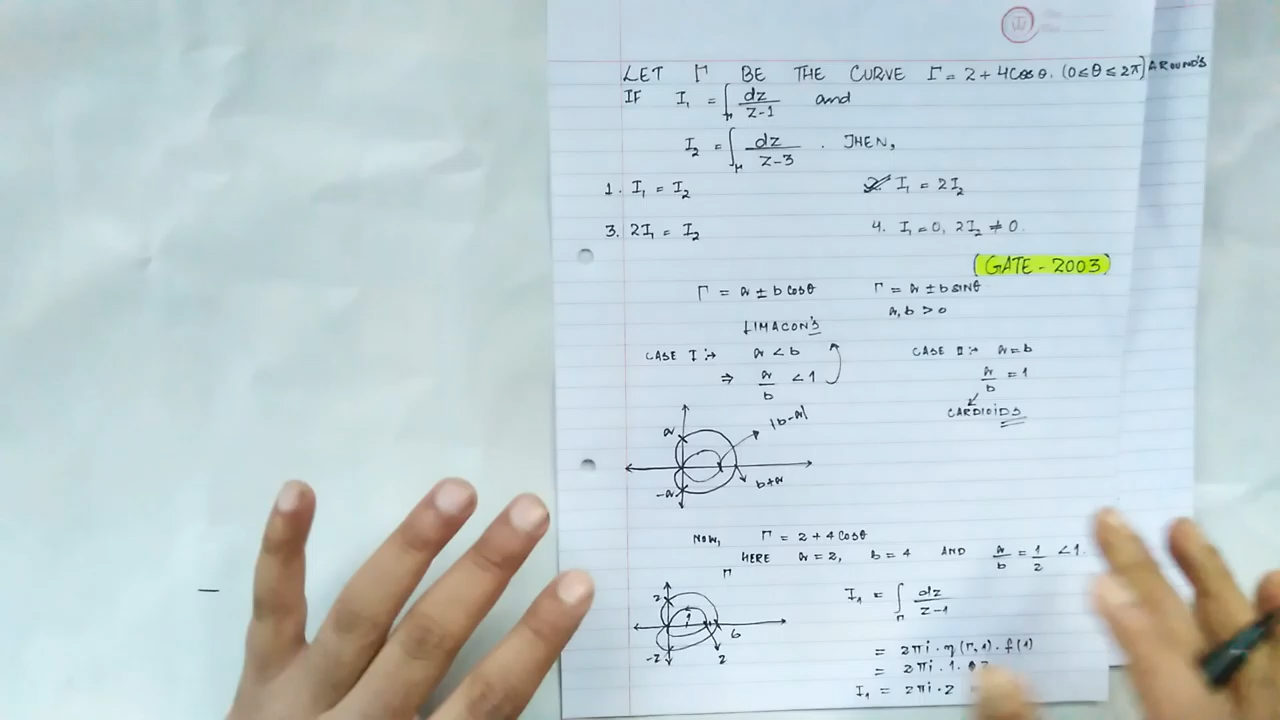 LET Γ BE THE CURVE Γ = 2 + 4cosθ. (0≤θ≤2π) AROUND'S
IF I₁ = ∫_Γ dz/z-1 and
I₂ = ∫_Γ dz/z-3 . THEN,
1. I₁ = I₂ 2. I₁ = 2I₂
3. 2I₁ = I₂ 4. I₁=0, 2I₂ ≠ 0.
(GATE - 2003)
Γ = a ± b cosθ Γ = a ± b sinθ
a, b > 0
LIMACON'S
CASE I :→ a < b CASE II :→ a = b
⇒ a/b < 1 a/b = 1
CARDIOIDS
a |b-a|
-a b+a
NOW, Γ = 2 + 4 cosθ
HERE a = 2, b = 4 AND a/b = 1/2 < 1.
Γ
2 1 6
-2 2
I₁ = ∫_Γ dz/z-1
= 2πi · η(Γ,1) · f(1)
= 2πi · 1 ·
I₁ = 2πi · 2